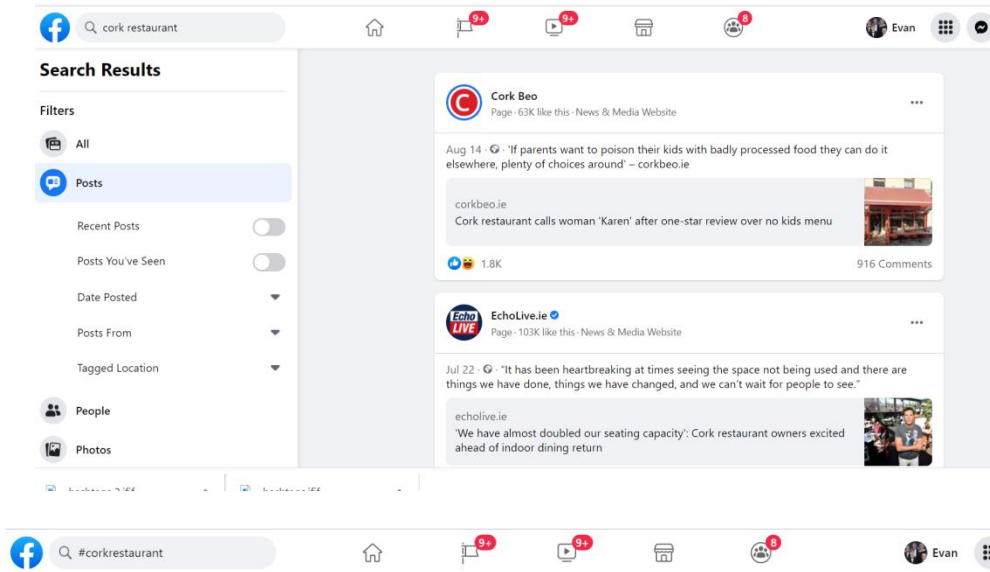 cork restaurant
9+
9+
8
Evan
Search Results
Filters
All
Posts
Recent Posts
Posts You've Seen
Date Posted
Posts From
Tagged Location
People
Photos
C
Cork Beo
Page · 63K like this · News & Media Website
Aug 14 · 'If parents want to poison their kids with badly processed food they can do it
elsewhere, plenty of choices around' – corkbeo.ie
corkbeo.ie
Cork restaurant calls woman 'Karen' after one-star review over no kids menu
1.8K
916 Comments
Echo
LIVE
EchoLive.ie
Page · 103K like this · News & Media Website
Jul 22 · "It has been heartbreaking at times seeing the space not being used and there are
things we have done, things we have changed, and we can't wait for people to see."
echolive.ie
'We have almost doubled our seating capacity': Cork restaurant owners excited
ahead of indoor dining return
#corkrestaurant
9+
9+
8
Evan